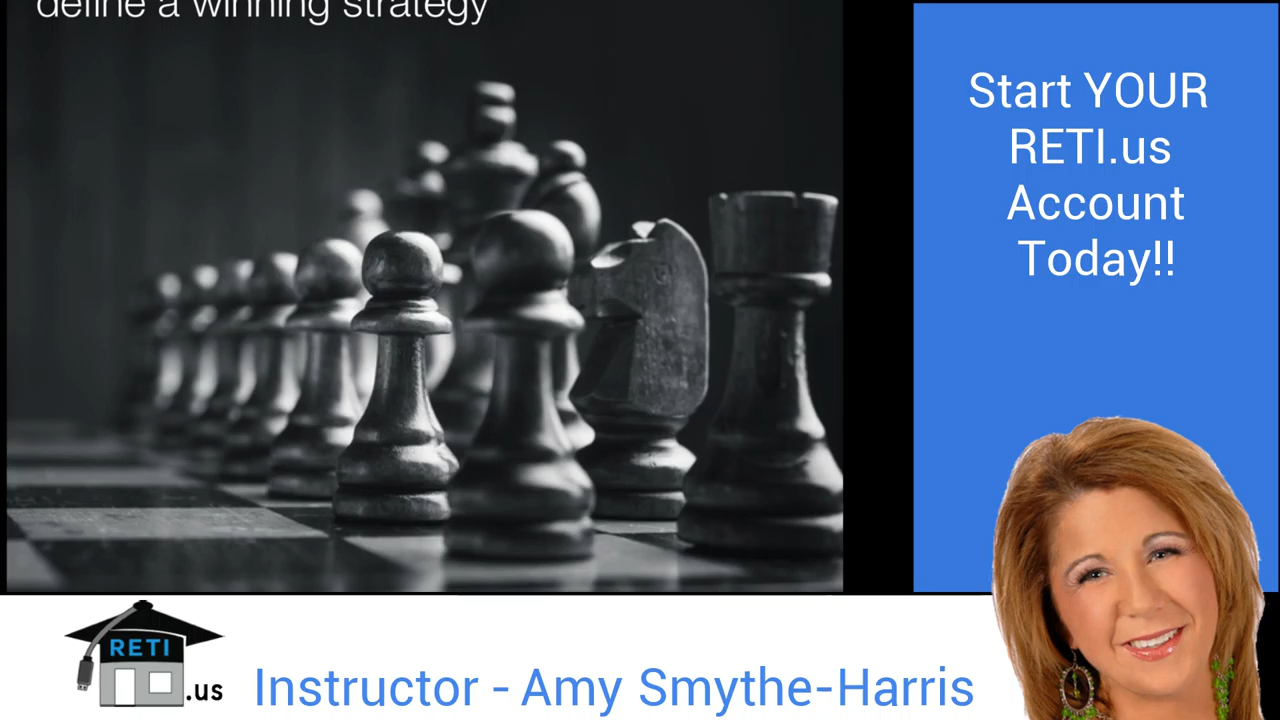 define a winning strategy
Start YOUR
RETI.us
Account
Today!!
RETI
.us
Instructor - Amy Smythe-Harris